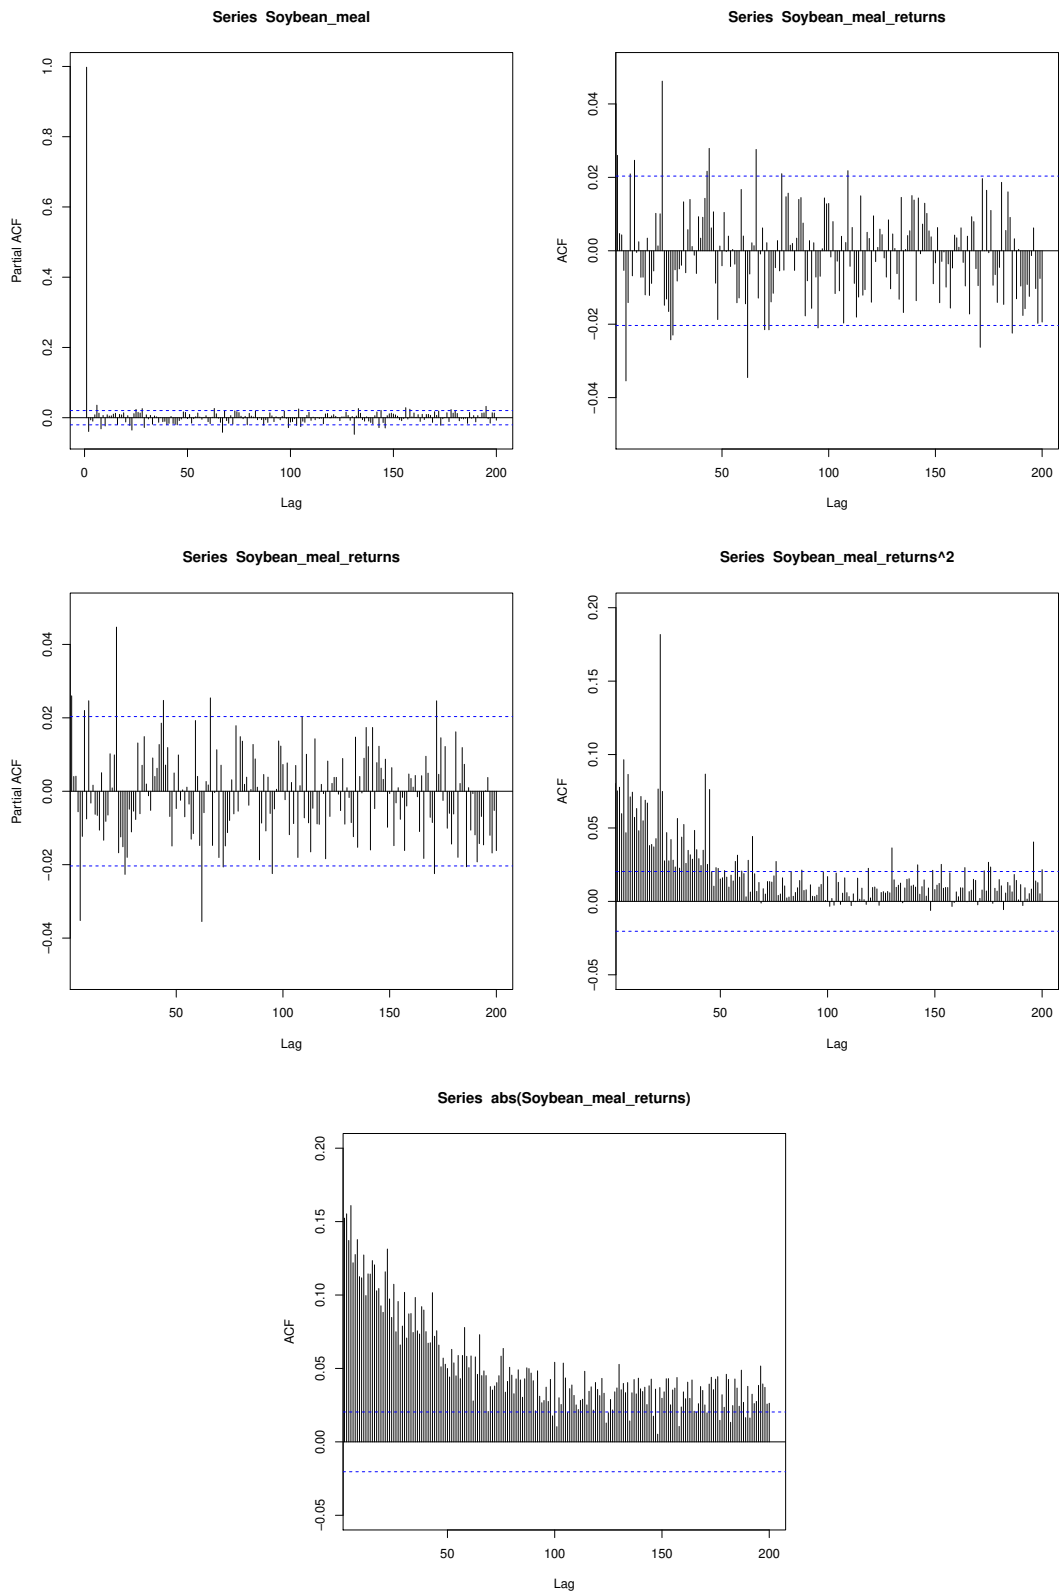 Series Soybean_meal
Partial ACF
0.0 0.2 0.4 0.6 0.8 1.0
0 50 100 150 200
Lag
Series Soybean_meal_returns
ACF
−0.04 −0.02 0.00 0.02 0.04
50 100 150 200
Lag
Series Soybean_meal_returns
Partial ACF
−0.04 −0.02 0.00 0.02 0.04
50 100 150 200
Lag
Series Soybean_meal_returns^2
ACF
−0.05 0.00 0.05 0.10 0.15 0.20
50 100 150 200
Lag
Series abs(Soybean_meal_returns)
ACF
−0.05 0.00 0.05 0.10 0.15 0.20
50 100 150 200
Lag